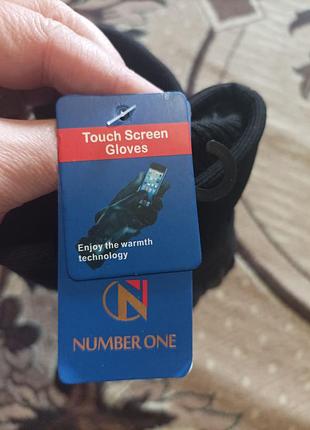 Touch Screen
Gloves
Enjoy the warmth
technology
NUMBER ONE